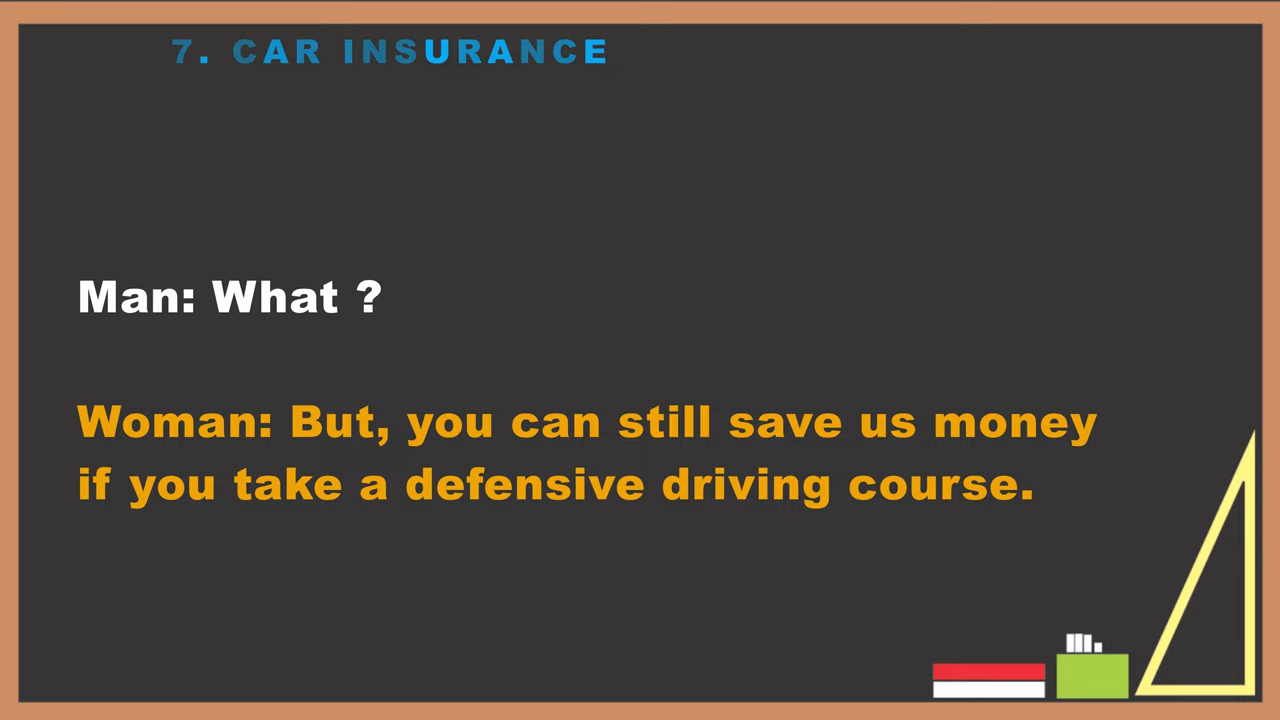 7. CAR INSURANCE
Man: What ?
Woman: But, you can still save us money
if you take a defensive driving course.